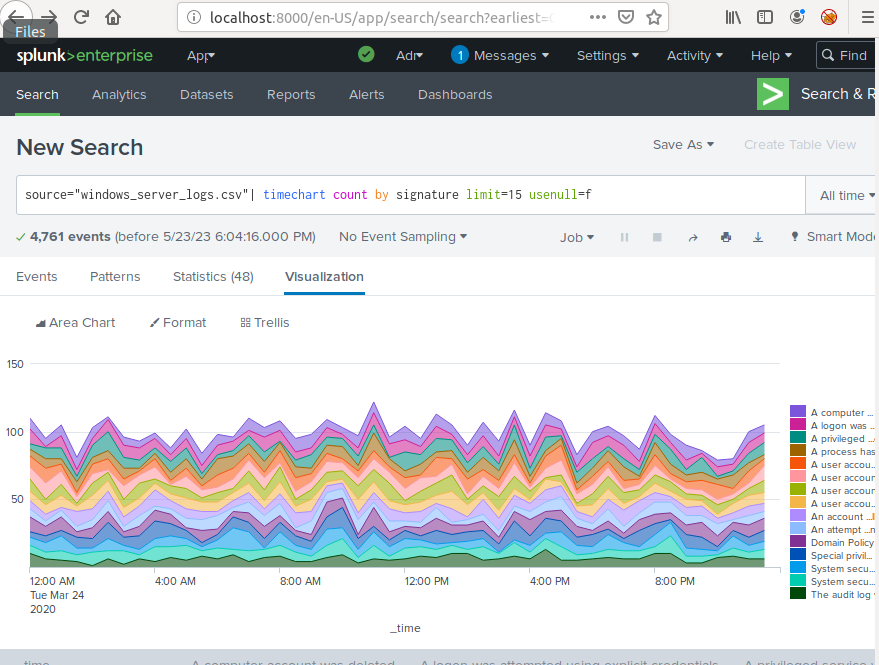 localhost:8000/en-US/app/search/search?earliest=
Files
splunk>enterprise
App
Adr
1
Messages
Settings
Activity
Help
Find
Search
Analytics
Datasets
Reports
Alerts
Dashboards
>
Search & R
New Search
Save As
Create Table View
source="windows_server_logs.csv"| timechart count by signature limit=15 usenull=f
All time
4,761 events (before 5/23/23 6:04:16.000 PM)
No Event Sampling
Job
Smart Mode
Events
Patterns
Statistics (48)
Visualization
Area Chart
Format
Trellis
150
100
50
12:00 AM
Tue Mar 24
2020
4:00 AM
8:00 AM
12:00 PM
4:00 PM
8:00 PM
_time
A computer ...
A logon was ...
A privileged ...
A process has
A user accou...
A user accoun
A user accoun
A user accou...
An account ...l
An attempt ...n
Domain Policy
Special privil...
System secu...
System secu...
The audit log
_time
A computer account was deleted
A logon was attempted using explicit credentials
A privileged service w